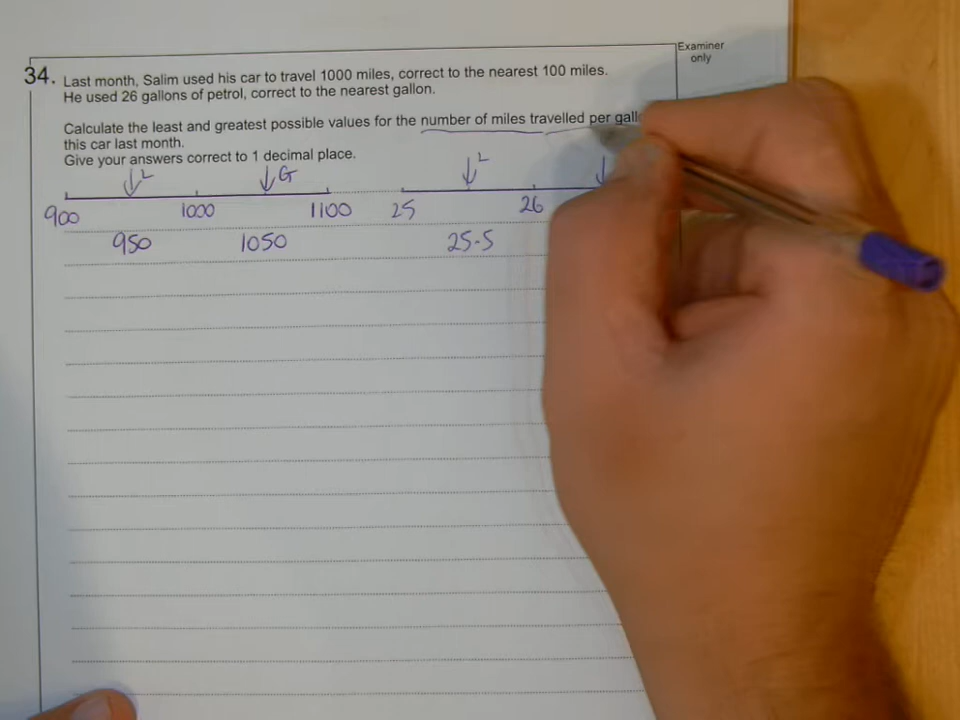 Examiner
only
34. Last month, Salim used his car to travel 1000 miles, correct to the nearest 100 miles.
He used 26 gallons of petrol, correct to the nearest gallon.
Calculate the least and greatest possible values for the number of miles travelled per gall
this car last month.
Give your answers correct to 1 decimal place.
L G L
900 1000 1100 25 26
950 1050 25.5